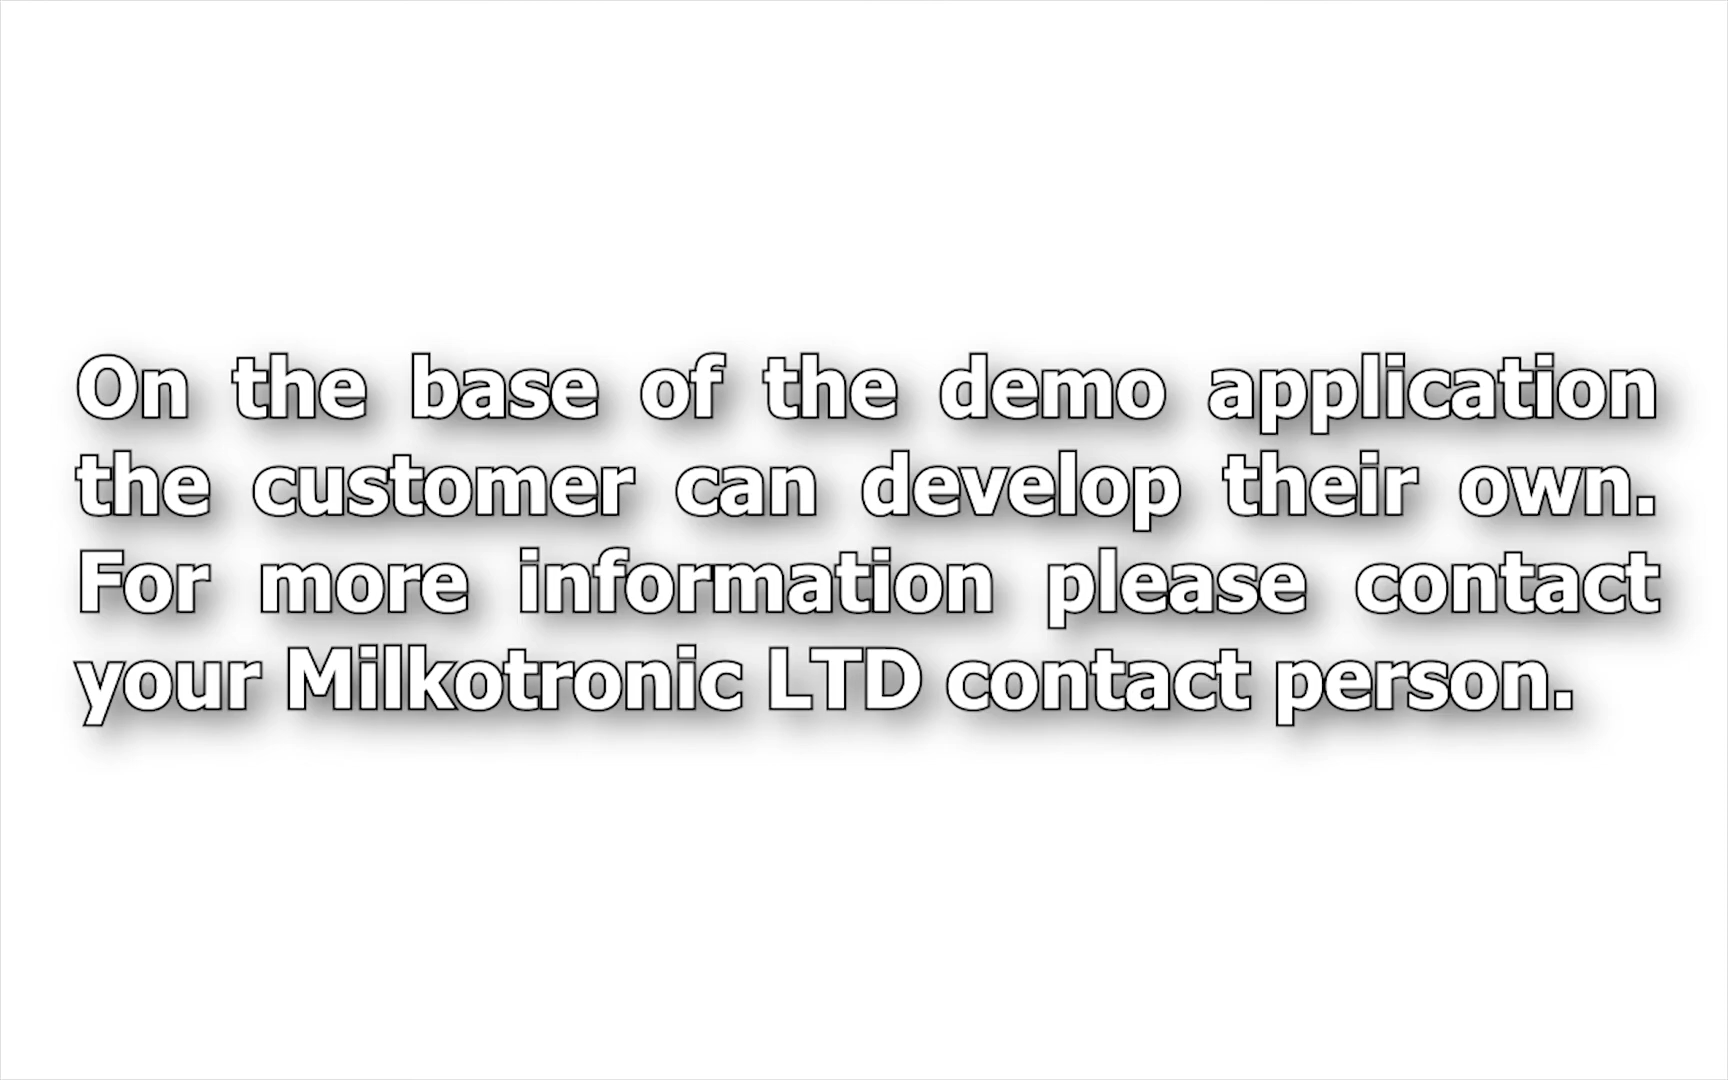 On the base of the demo application
the customer can develop their own.
For more information please contact
your Milkotronic LTD contact person.